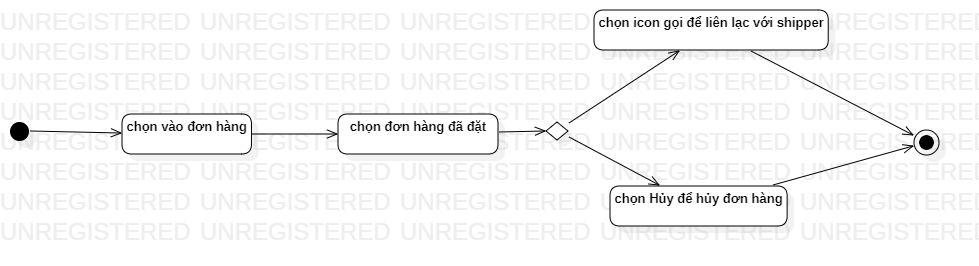 chọn icon gọi để liên lạc với shipper
chọn vào đơn hàng
chọn đơn hàng đã đặt
chọn Hủy để hủy đơn hàng
UNREGISTERED UNREGISTERED UNREGISTERED UNREGISTERED UNREGISTERED